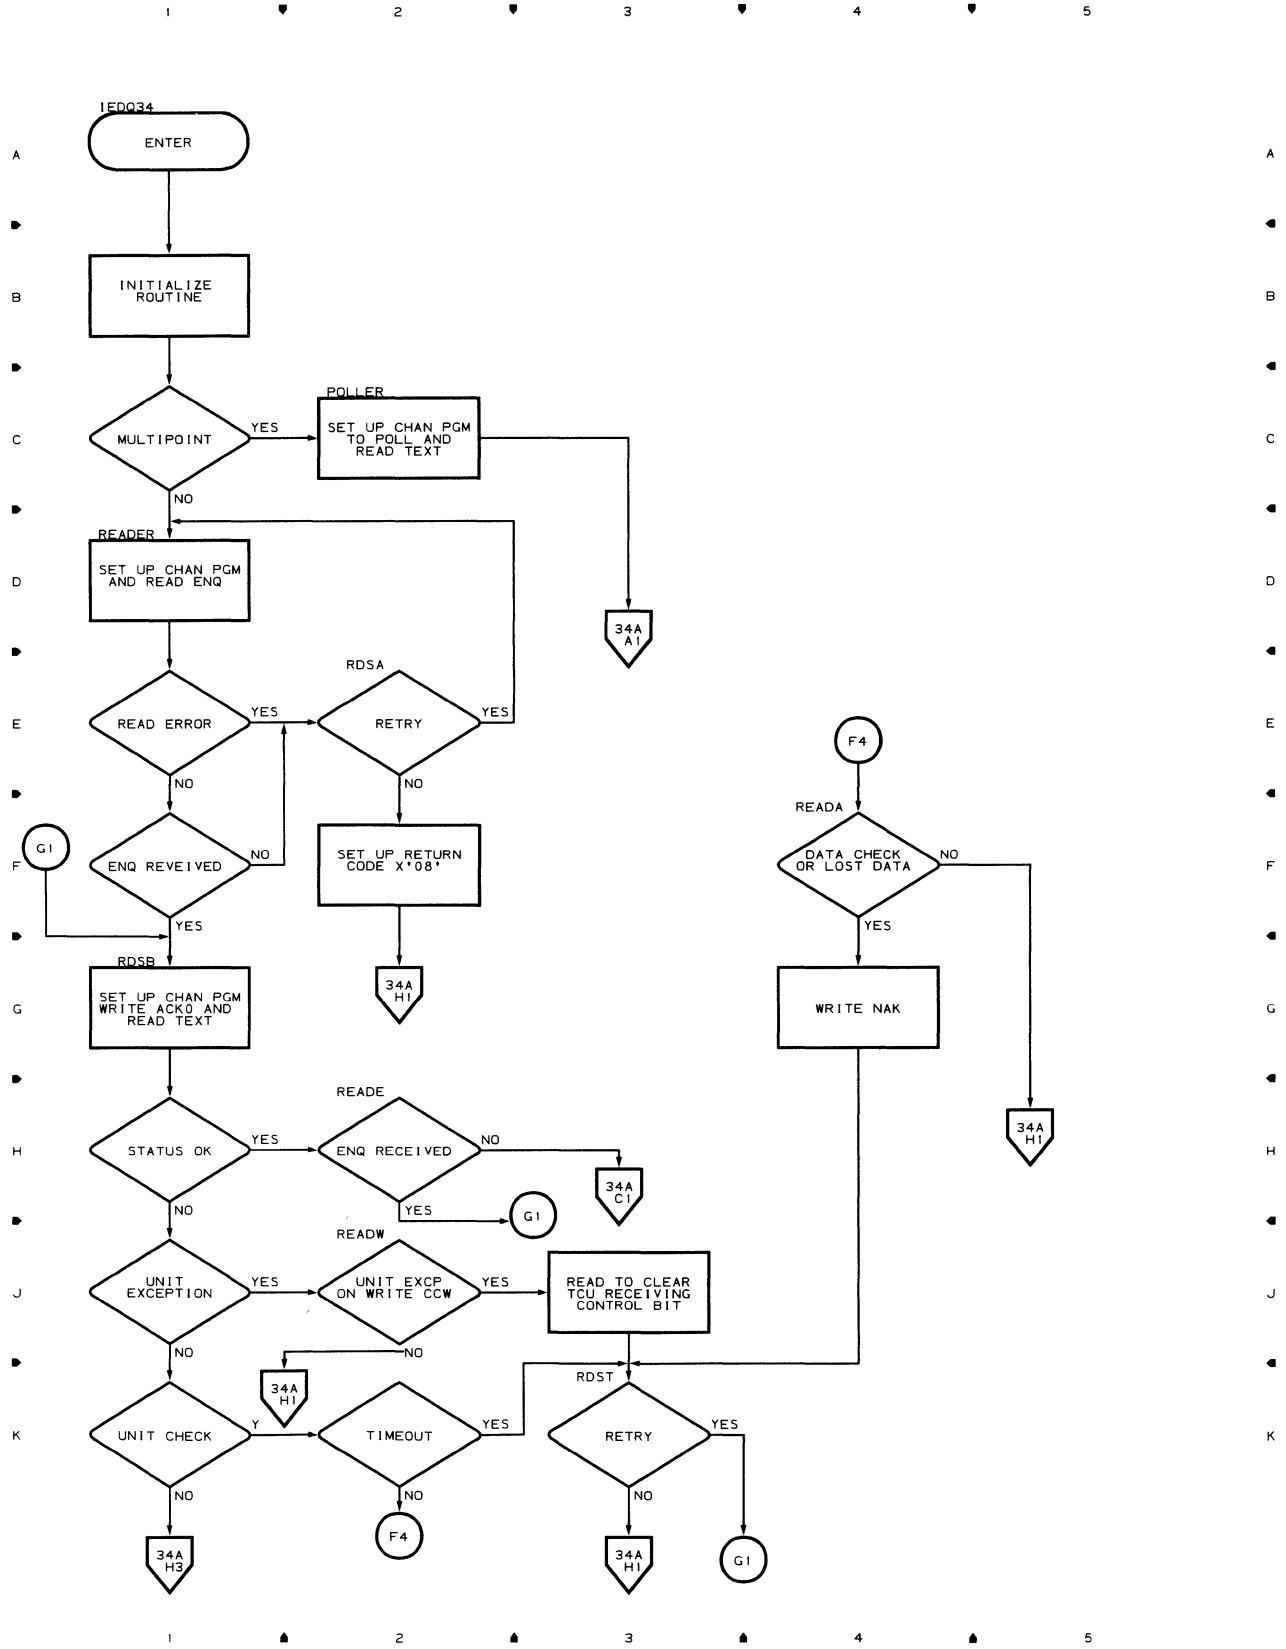 1 2 3 4 5
IEDQ34
ENTER
A A
INITIALIZE
ROUTINE
B B
POLLER
MULTIPOINT
YES
SET UP CHAN PGM
TO POLL AND
READ TEXT
C C
NO
READER
SET UP CHAN PGM
AND READ ENQ
D D
34A
A1
RDSA
READ ERROR
YES
RETRY
YES
E E
F4
NO
NO
READA
G1
ENQ REVEIVED
NO
SET UP RETURN
CODE X'08'
DATA CHECK
OR LOST DATA
NO
F F
YES
YES
RDSB
SET UP CHAN PGM
WRITE ACK0 AND
READ TEXT
34A
H1
WRITE NAK
G G
READE
STATUS OK
YES
ENQ RECEIVED
NO
34A
H1
H H
34A
C1
NO
YES
G1
READW
UNIT
EXCEPTION
YES
UNIT EXCP
ON WRITE CCW
YES
READ TO CLEAR
TCU RECEIVING
CONTROL BIT
J J
NO
NO
34A
H1
RDST
UNIT CHECK
Y
TIMEOUT
YES
RETRY
YES
K K
NO
NO
NO
34A
H3
F4
34A
H1
G1
1 2 3 4 5